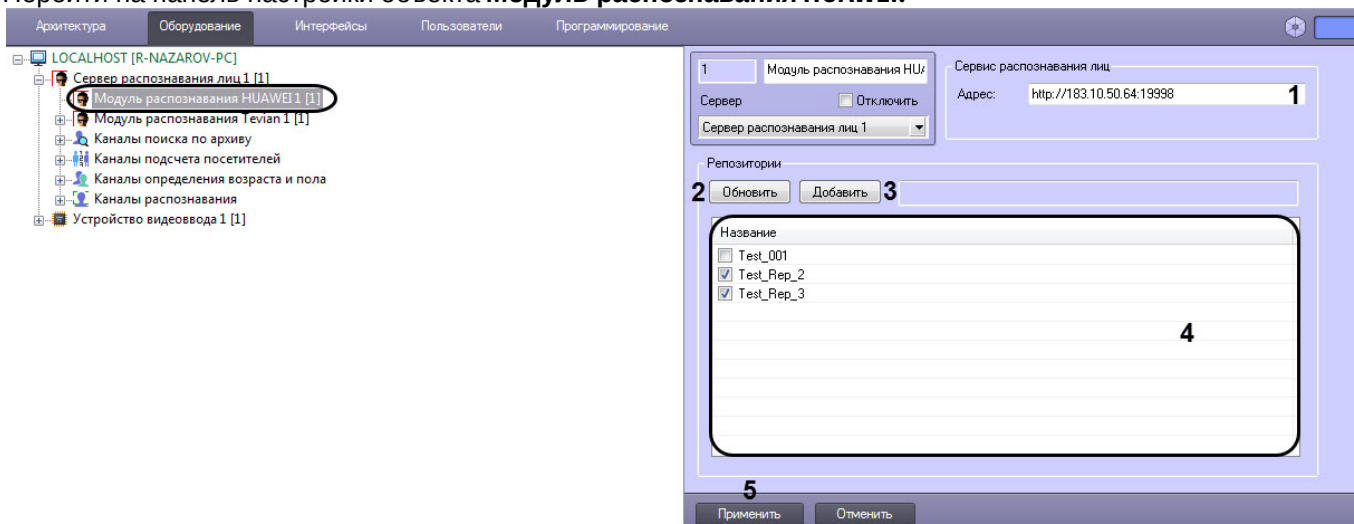 Перейти на панель настройки объекта Модуль распознавания HUAWEI.
Архитектура Оборудование Интерфейсы Пользователи Программирование
LOCALHOST [R-NAZAROV-PC]
Сервер распознавания лиц 1 [1]
Модуль распознавания HUAWEI 1 [1]
Модуль распознавания Tevian 1 [1]
Каналы поиска по архиву
Каналы подсчета посетителей
Каналы определения возраста и пола
Каналы распознавания
Устройство видеоввода 1 [1]
1 Модуль распознавания HU
Сервер Отключить
Сервер распознавания лиц 1
Сервис распознавания лиц
Адрес: http://183.10.50.64:19998 1
Репозитории
2 Обновить Добавить 3
Название
Test_001
Test_Rep_2
Test_Rep_3
4
5
Применить Отменить